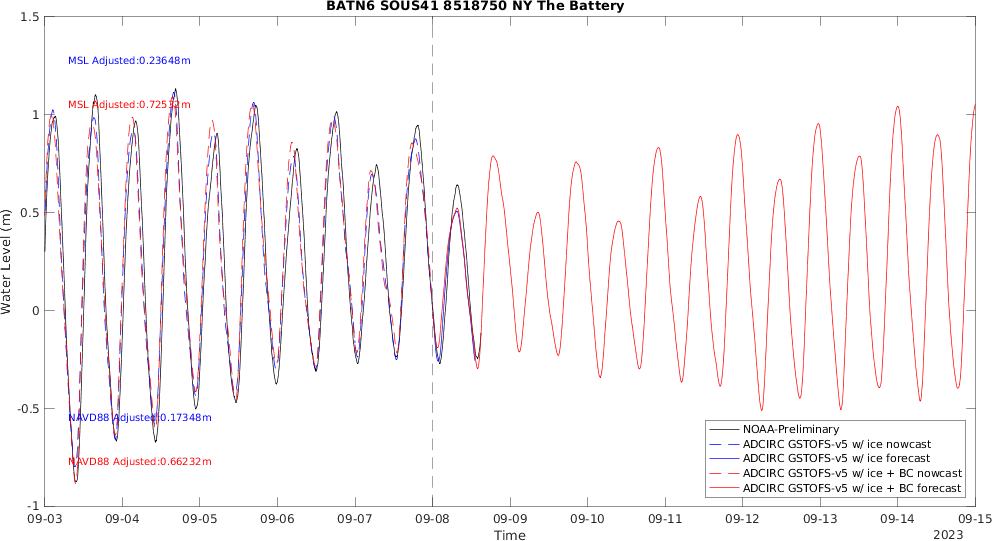 BATN6 SOUS41 8518750 NY The Battery
1.5
1
0.5
0
-0.5
-1
Water Level (m)
MSL Adjusted:0.23648m
MSL Adjusted:0.72532m
NAVD88 Adjusted:0.17348m
NAVD88 Adjusted:0.66232m
NOAA-Preliminary
ADCIRC GSTOFS-v5 w/ ice nowcast
ADCIRC GSTOFS-v5 w/ ice forecast
ADCIRC GSTOFS-v5 w/ ice + BC nowcast
ADCIRC GSTOFS-v5 w/ ice + BC forecast
09-03 09-04 09-05 09-06 09-07 09-08 09-09 09-10 09-11 09-12 09-13 09-14 09-15
Time
2023